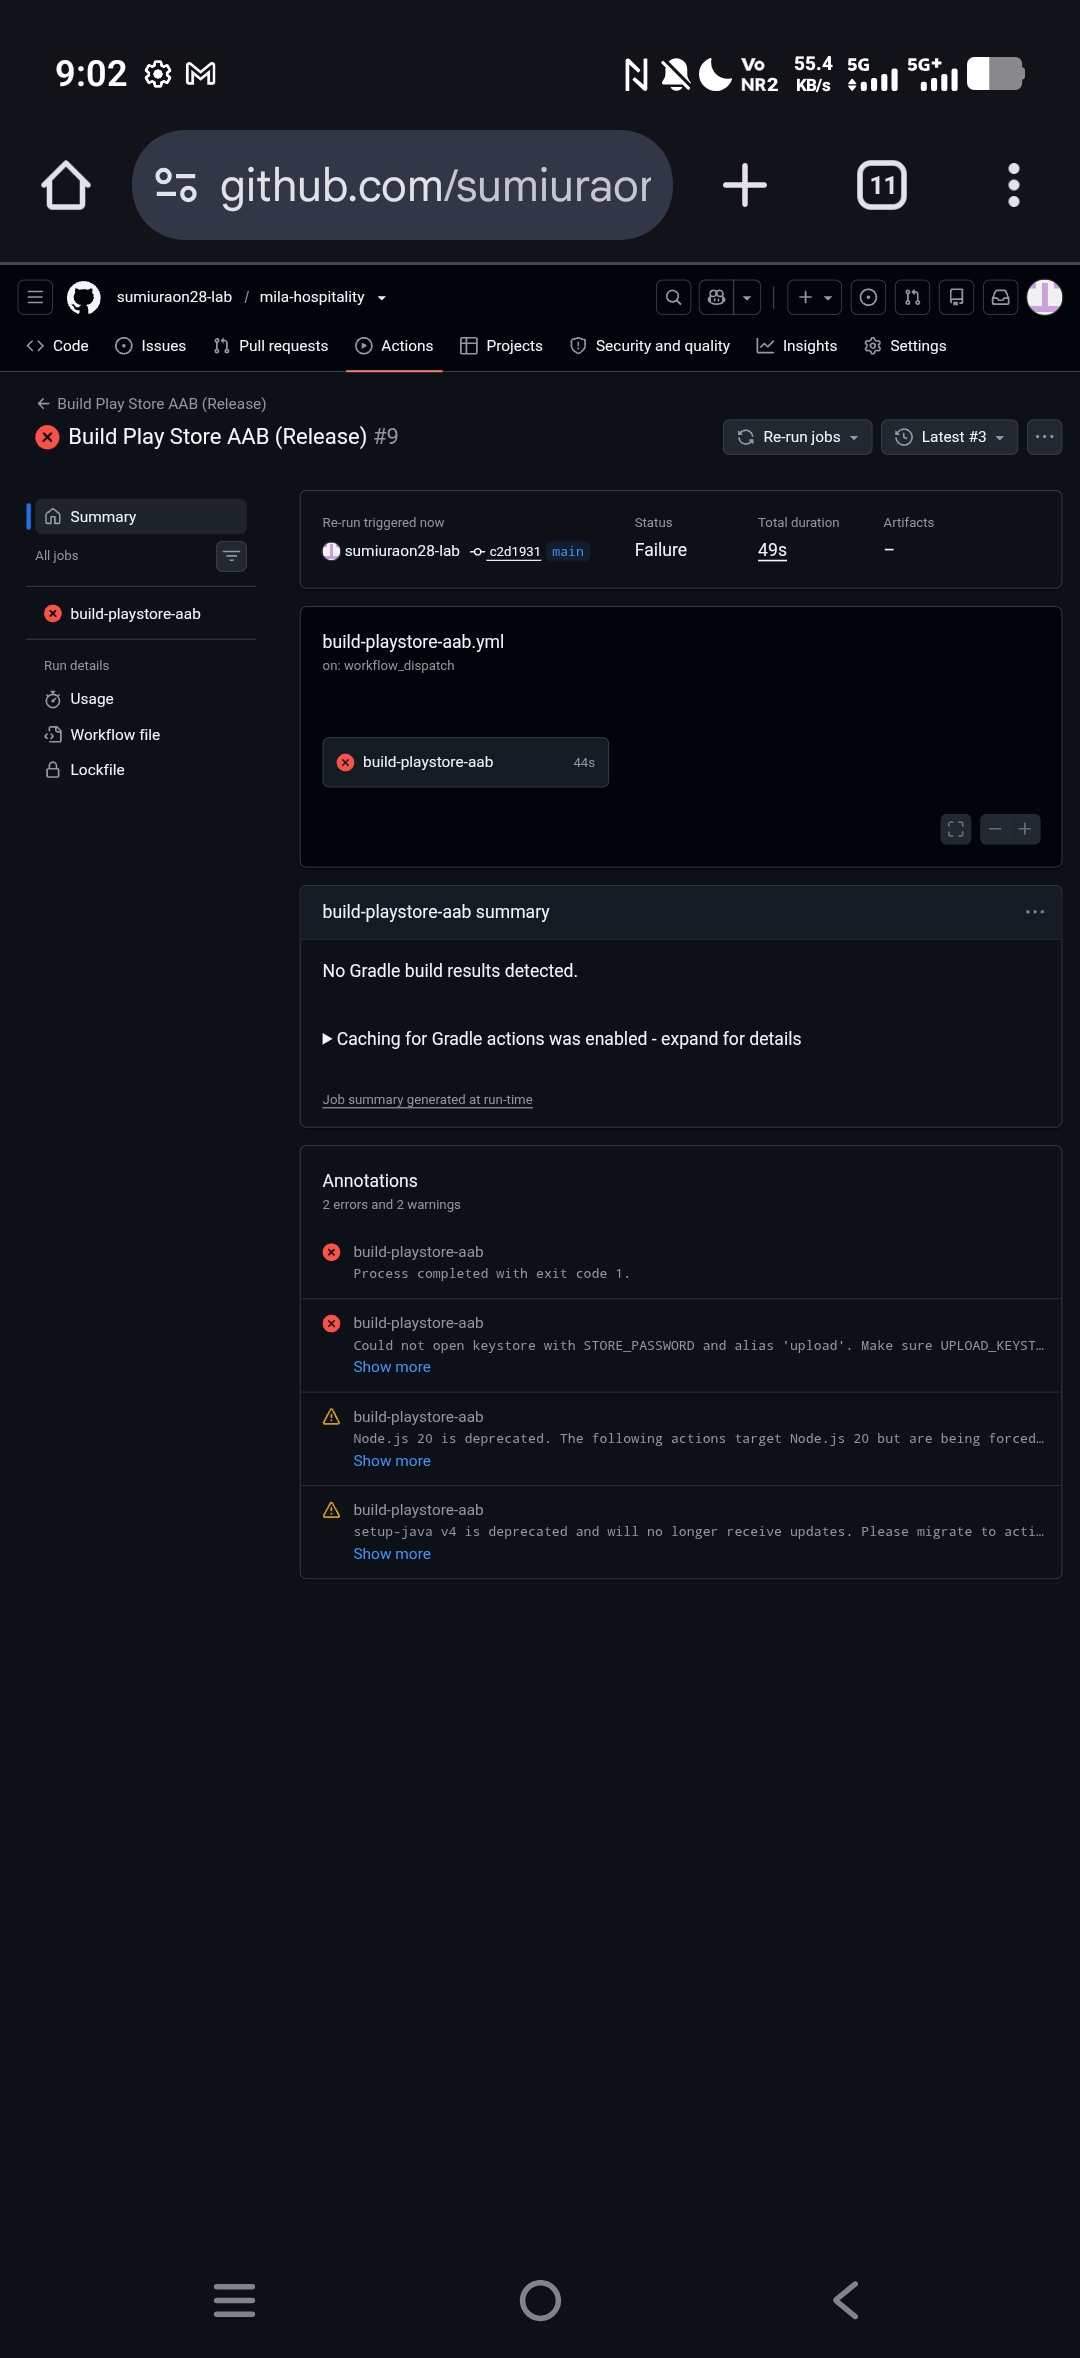 9:02
Vo NR2
55.4 KB/s
5G
5G+
github.com/sumiuraor
11
sumiuraon28-lab / mila-hospitality
Code
Issues
Pull requests
Actions
Projects
Security and quality
Insights
Settings
Build Play Store AAB (Release)
Build Play Store AAB (Release) #9
Re-run jobs
Latest #3
Summary
All jobs
build-playstore-aab
Run details
Usage
Workflow file
Lockfile
Re-run triggered now
sumiuraon28-lab c2d1931 main
Status
Failure
Total duration
49s
Artifacts
–
build-playstore-aab.yml
on: workflow_dispatch
build-playstore-aab 44s
build-playstore-aab summary
No Gradle build results detected.
Caching for Gradle actions was enabled - expand for details
Job summary generated at run-time
Annotations
2 errors and 2 warnings
build-playstore-aab
Process completed with exit code 1.
build-playstore-aab
Could not open keystore with STORE_PASSWORD and alias 'upload'. Make sure UPLOAD_KEYST…
Show more
build-playstore-aab
Node.js 20 is deprecated. The following actions target Node.js 20 but are being forced…
Show more
build-playstore-aab
setup-java v4 is deprecated and will no longer receive updates. Please migrate to acti…
Show more